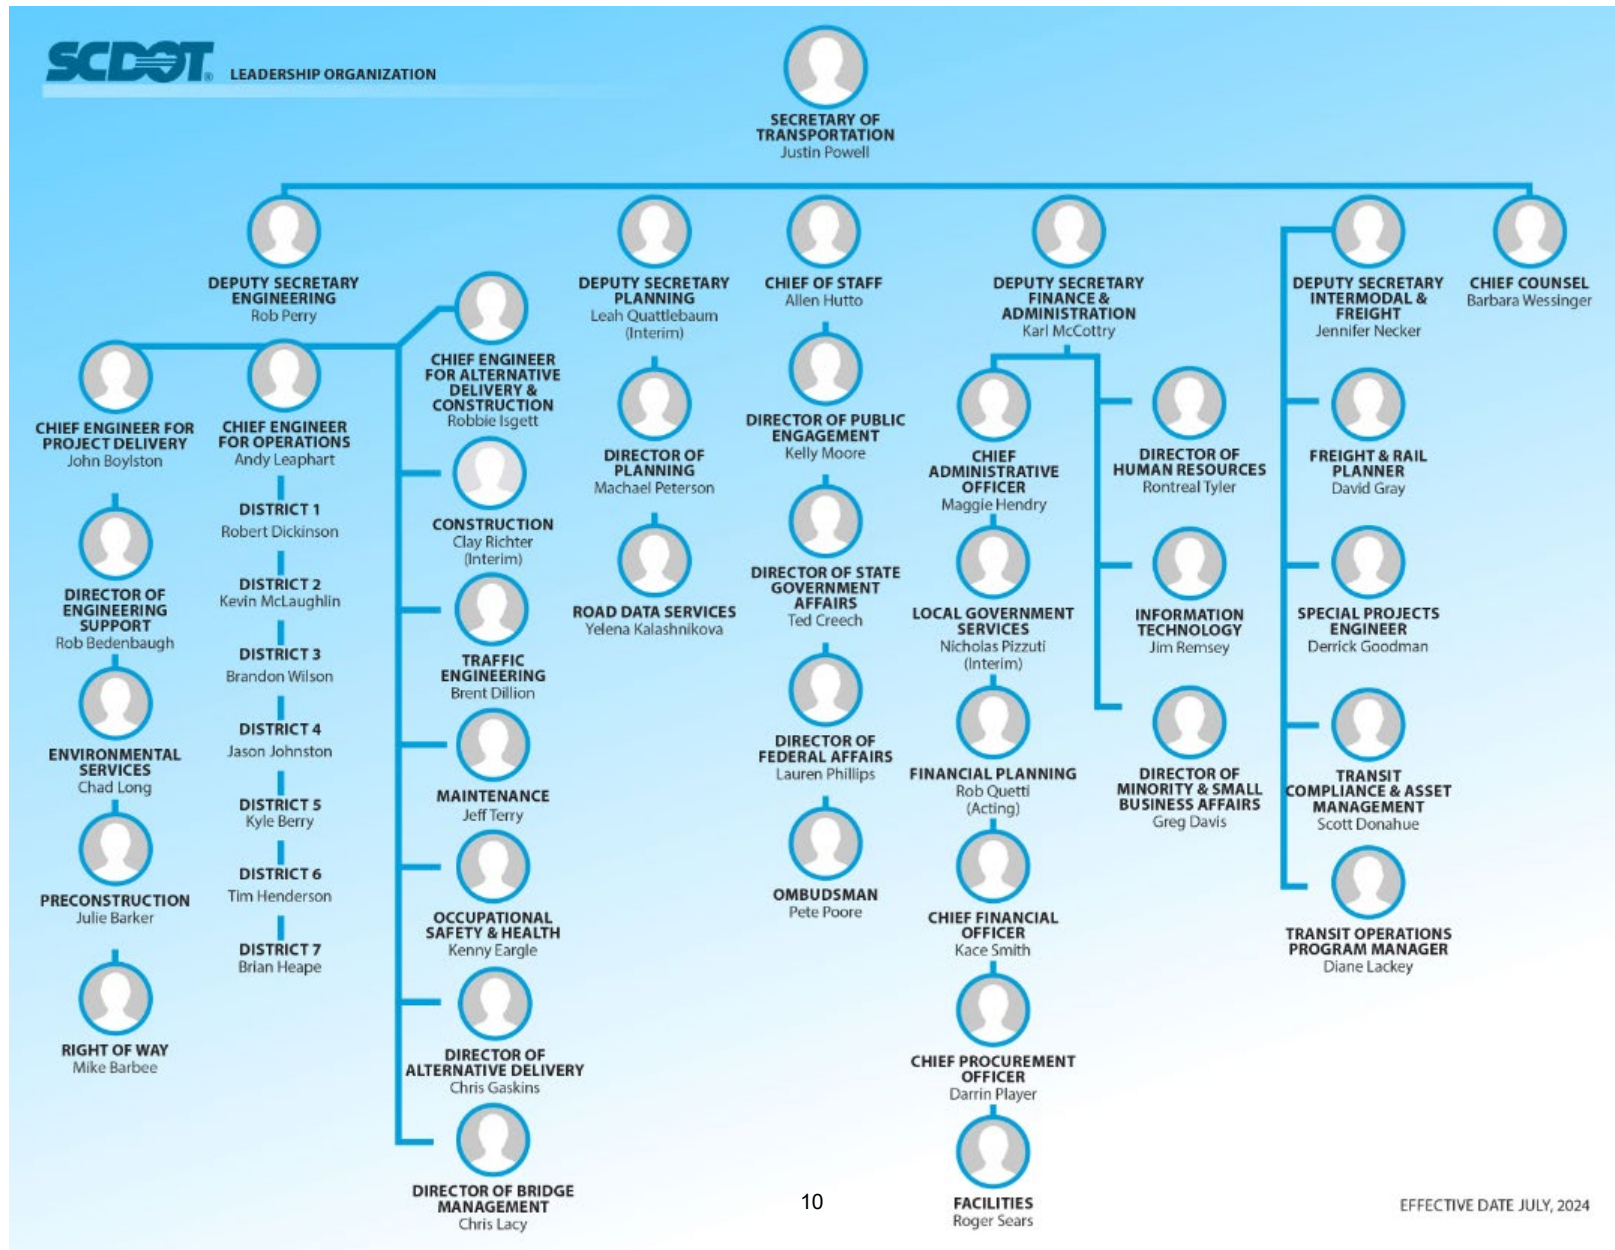 SCDOT®
LEADERSHIP ORGANIZATION
SECRETARY OF
TRANSPORTATION
Justin Powell
DEPUTY SECRETARY
ENGINEERING
Rob Perry
CHIEF ENGINEER FOR
PROJECT DELIVERY
John Boylston
DIRECTOR OF
ENGINEERING
SUPPORT
Rob Bedenbaugh
ENVIRONMENTAL
SERVICES
Chad Long
PRECONSTRUCTION
Julie Barker
RIGHT OF WAY
Mike Barbee
CHIEF ENGINEER
FOR OPERATIONS
Andy Leaphart
DISTRICT 1
Robert Dickinson
DISTRICT 2
Kevin McLaughlin
DISTRICT 3
Brandon Wilson
DISTRICT 4
Jason Johnston
DISTRICT 5
Kyle Berry
DISTRICT 6
Tim Henderson
DISTRICT 7
Brian Heape
CHIEF ENGINEER
FOR ALTERNATIVE
DELIVERY &
CONSTRUCTION
Robbie Isgett
CONSTRUCTION
Clay Richter
(Interim)
TRAFFIC
ENGINEERING
Brent Dillion
MAINTENANCE
Jeff Terry
OCCUPATIONAL
SAFETY & HEALTH
Kenny Eargle
DIRECTOR OF
ALTERNATIVE DELIVERY
Chris Gaskins
DIRECTOR OF BRIDGE
MANAGEMENT
Chris Lacy
DEPUTY SECRETARY
PLANNING
Leah Quattlebaum
(Interim)
DIRECTOR OF
PLANNING
Machael Peterson
ROAD DATA SERVICES
Yelena Kalashnikova
CHIEF OF STAFF
Allen Hutto
DIRECTOR OF PUBLIC
ENGAGEMENT
Kelly Moore
DIRECTOR OF STATE
GOVERNMENT
AFFAIRS
Ted Creech
DIRECTOR OF
FEDERAL AFFAIRS
Lauren Phillips
OMBUDSMAN
Pete Poore
DEPUTY SECRETARY
FINANCE &
ADMINISTRATION
Karl McCottry
CHIEF
ADMINISTRATIVE
OFFICER
Maggie Hendry
LOCAL GOVERNMENT
SERVICES
Nicholas Pizzuti
(Interim)
FINANCIAL PLANNING
Rob Quetti
(Acting)
CHIEF FINANCIAL
OFFICER
Kace Smith
CHIEF PROCUREMENT
OFFICER
Darrin Player
FACILITIES
Roger Sears
DIRECTOR OF
HUMAN RESOURCES
Rontreal Tyler
INFORMATION
TECHNOLOGY
Jim Remsey
DIRECTOR OF
MINORITY & SMALL
BUSINESS AFFAIRS
Greg Davis
DEPUTY SECRETARY
INTERMODAL &
FREIGHT
Jennifer Necker
FREIGHT & RAIL
PLANNER
David Gray
SPECIAL PROJECTS
ENGINEER
Derrick Goodman
TRANSIT
COMPLIANCE & ASSET
MANAGEMENT
Scott Donahue
TRANSIT OPERATIONS
PROGRAM MANAGER
Diane Lackey
CHIEF COUNSEL
Barbara Wessinger
10
EFFECTIVE DATE JULY, 2024